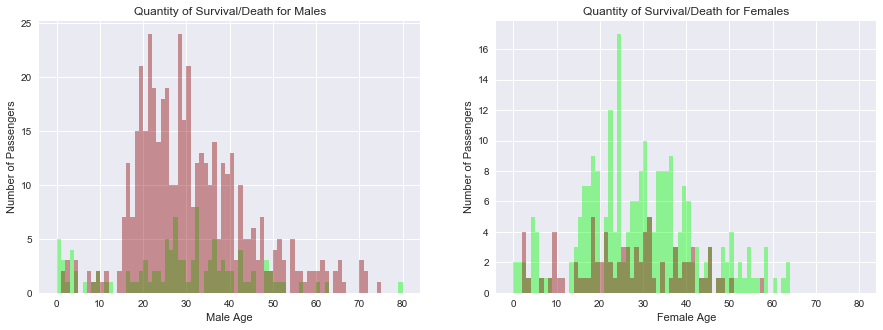 Quantity of Survival/Death for Males
25
20
15
10
5
0
Number of Passengers
0 10 20 30 40 50 60 70 80
Male Age
Quantity of Survival/Death for Females
16
14
12
10
8
6
4
2
0
Number of Passengers
0 10 20 30 40 50 60 70 80
Female Age